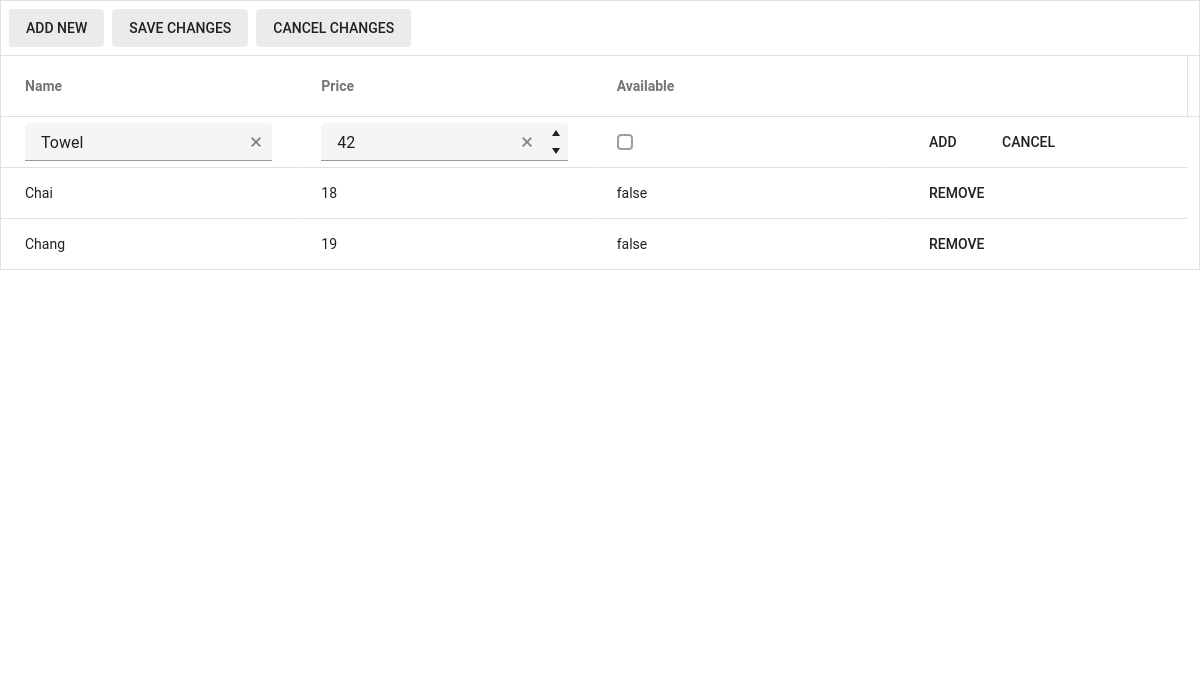 ADD NEW SAVE CHANGES CANCEL CHANGES
Name Price Available
Towel 42 ADD CANCEL
Chai 18 false REMOVE
Chang 19 false REMOVE